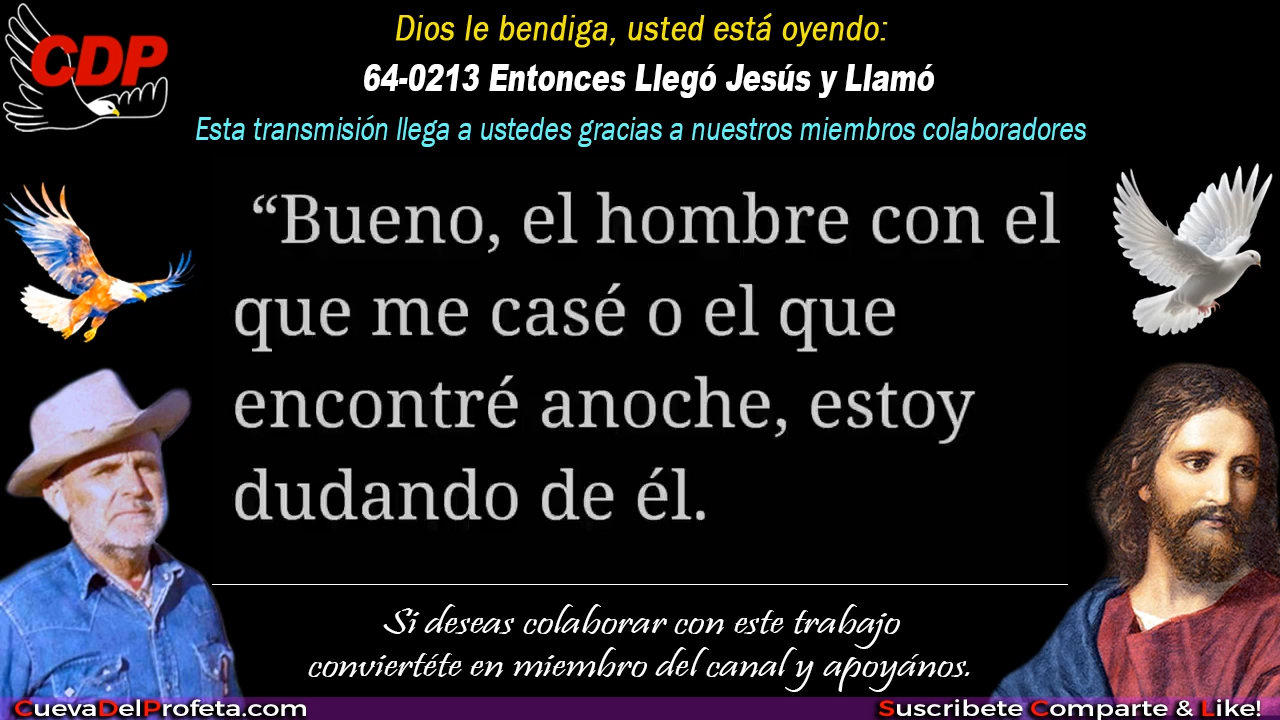 CDP
Dios le bendiga, usted está oyendo:
64-0213 Entonces Llegó Jesús y Llamó
Esta transmisión llega a ustedes gracias a nuestros miembros colaboradores
“Bueno, el hombre con el
que me casé o el que
encontré anoche, estoy
dudando de él.
Si deseas colaborar con este trabajo
conviertéte en miembro del canal y apoyános.
CuevaDelProfeta.com
Suscribete Comparte & Like!